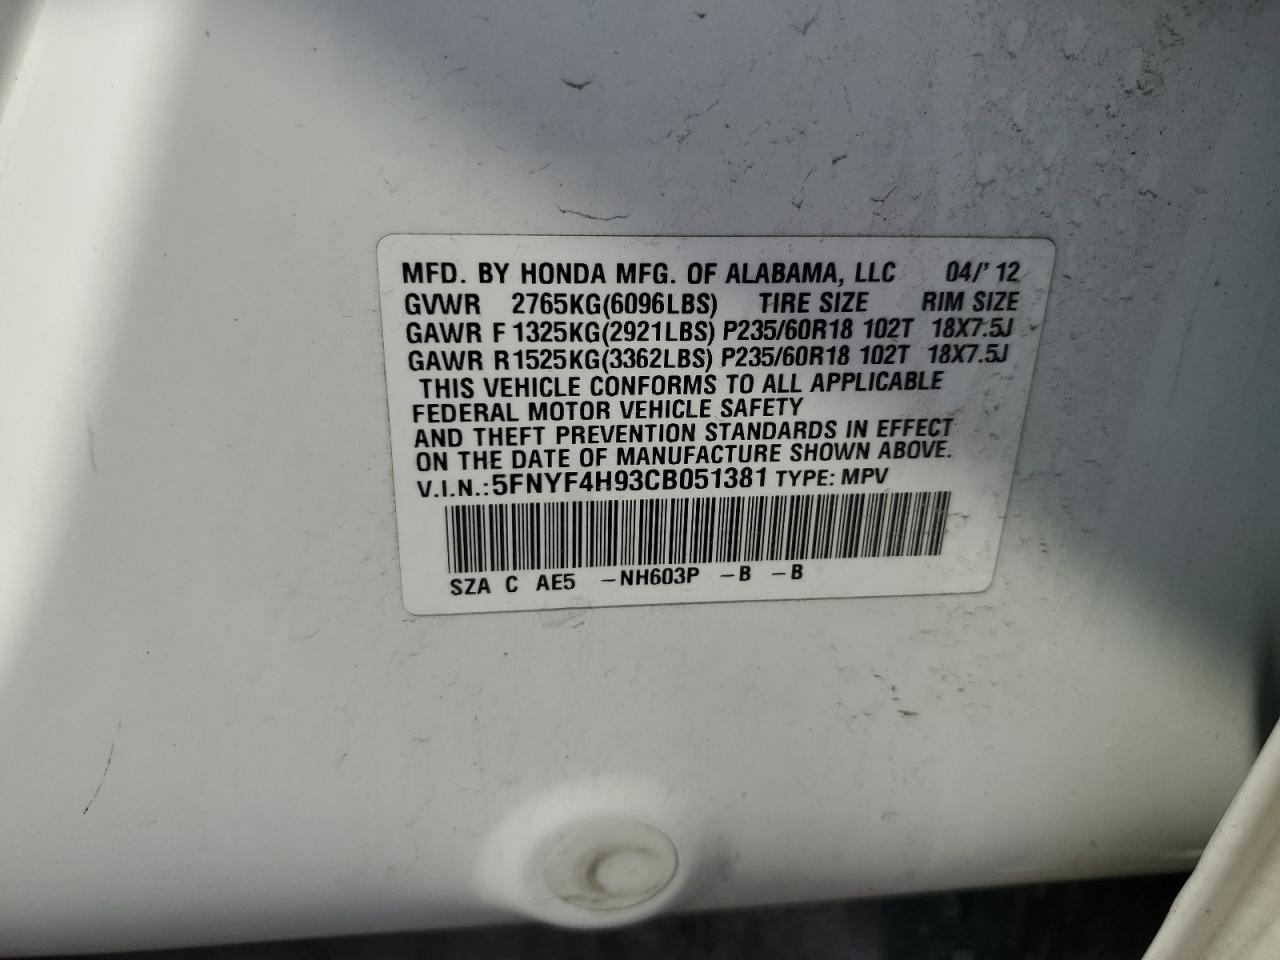 MFD. BY HONDA MFG. OF ALABAMA, LLC 04/'12
GVWR 2765KG(6096LBS) TIRE SIZE RIM SIZE
GAWR F 1325KG(2921LBS) P235/60R18 102T 18X7.5J
GAWR R1525KG(3362LBS) P235/60R18 102T 18X7.5J
THIS VEHICLE CONFORMS TO ALL APPLICABLE
FEDERAL MOTOR VEHICLE SAFETY
AND THEFT PREVENTION STANDARDS IN EFFECT
ON THE DATE OF MANUFACTURE SHOWN ABOVE.
V.I.N.:5FNYF4H93CB051381 TYPE: MPV
SZA C AE5 -NH603P -B -B